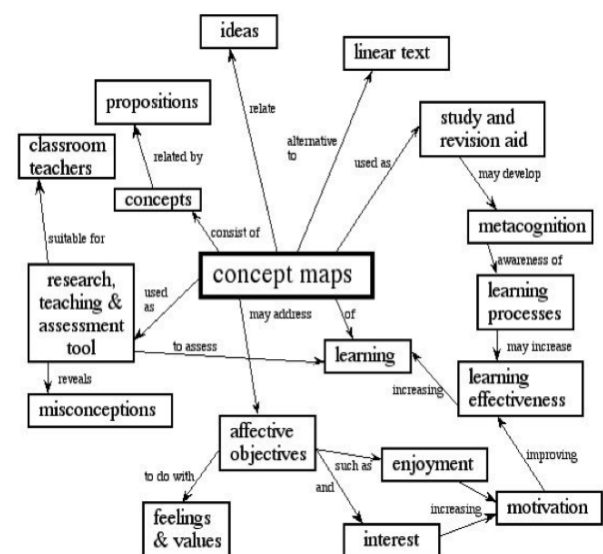 ideas
linear text
propositions
relate
study and
revision aid
classroom
teachers
alternative
to
related by
used as
may develop
concepts
metacognition
suitable for
consist of
awareness of
concept maps
research,
teaching &
assessment
tool
used
as
learning
processes
may address
of
to assess
may increase
learning
reveals
learning
effectiveness
increasing
misconceptions
affective
objectives
improving
to do with
such as
enjoyment
and
motivation
feelings
& values
increasing
interest